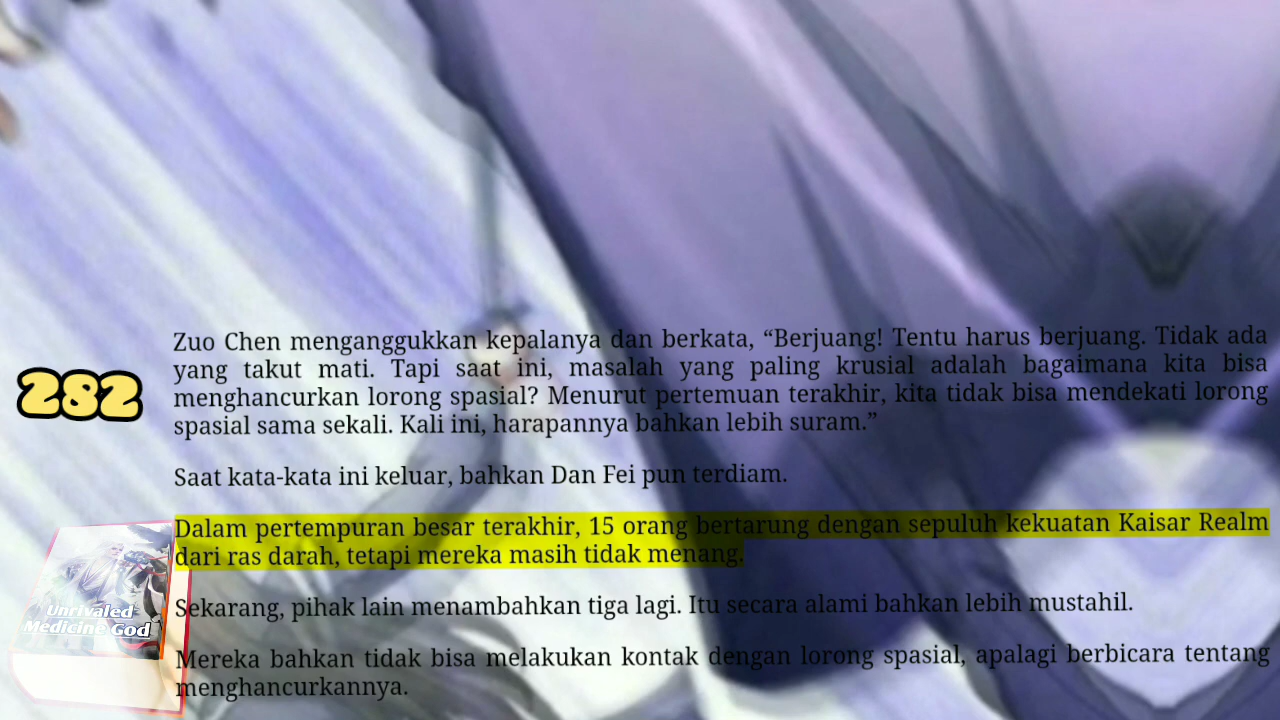 Zuo Chen menganggukkan kepalanya dan berkata, “Berjuang! Tentu harus berjuang. Tidak ada
yang takut mati. Tapi saat ini, masalah yang paling krusial adalah bagaimana kita bisa
menghancurkan lorong spasial? Menurut pertemuan terakhir, kita tidak bisa mendekati lorong
spasial sama sekali. Kali ini, harapannya bahkan lebih suram.”
282
Saat kata-kata ini keluar, bahkan Dan Fei pun terdiam.
Dalam pertempuran besar terakhir, 15 orang bertarung dengan sepuluh kekuatan Kaisar Realm
dari ras darah, tetapi mereka masih tidak menang.
Sekarang, pihak lain menambahkan tiga lagi. Itu secara alami bahkan lebih mustahil.
Unrivaled
Medicine God
Mereka bahkan tidak bisa melakukan kontak dengan lorong spasial, apalagi berbicara tentang
menghancurkannya.